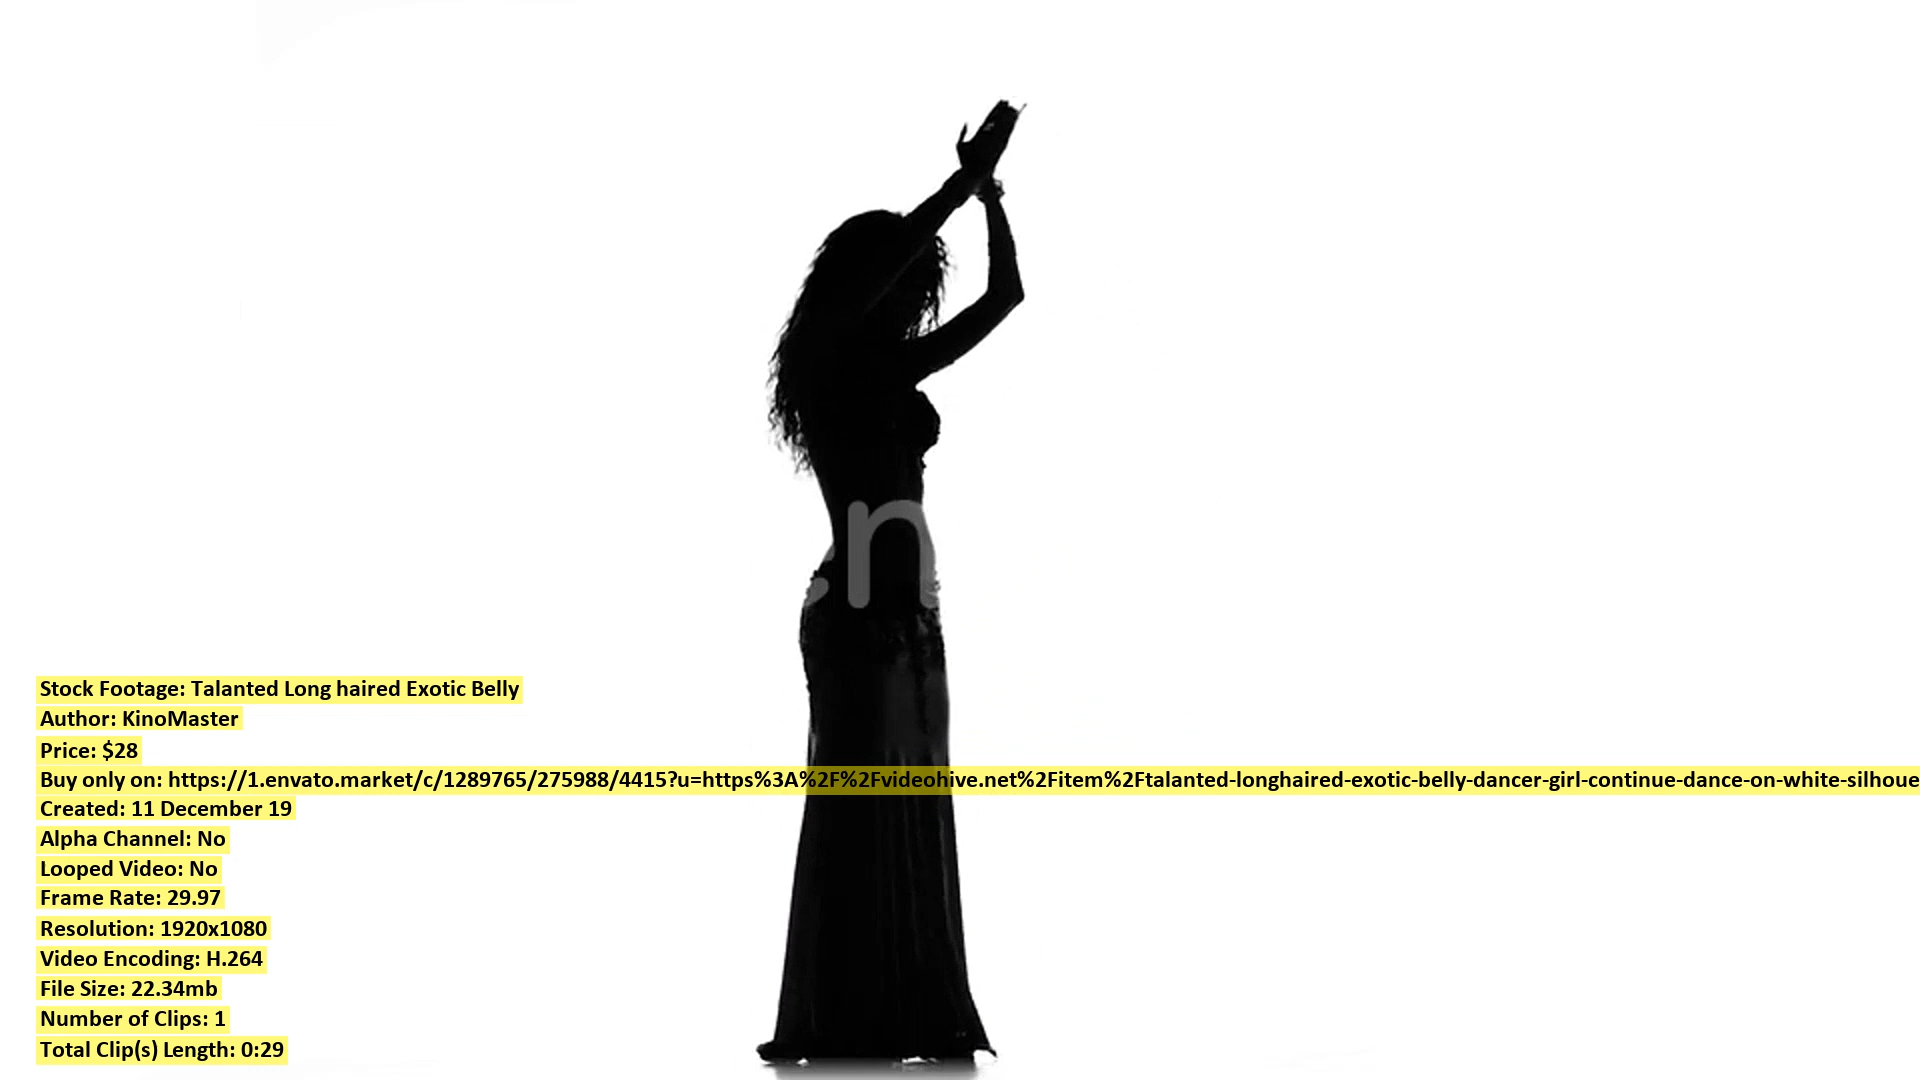 en
Stock Footage: Talanted Long haired Exotic Belly
Author: KinoMaster
Price: $28
Buy only on: https://1.envato.market/c/1289765/275988/4415?u=https%3A%2F%2Fvideohive.net%2Fitem%2Ftalanted-longhaired-exotic-belly-dancer-girl-continue-dance-on-white-silhoue
Created: 11 December 19
Alpha Channel: No
Looped Video: No
Frame Rate: 29.97
Resolution: 1920x1080
Video Encoding: H.264
File Size: 22.34mb
Number of Clips: 1
Total Clip(s) Length: 0:29